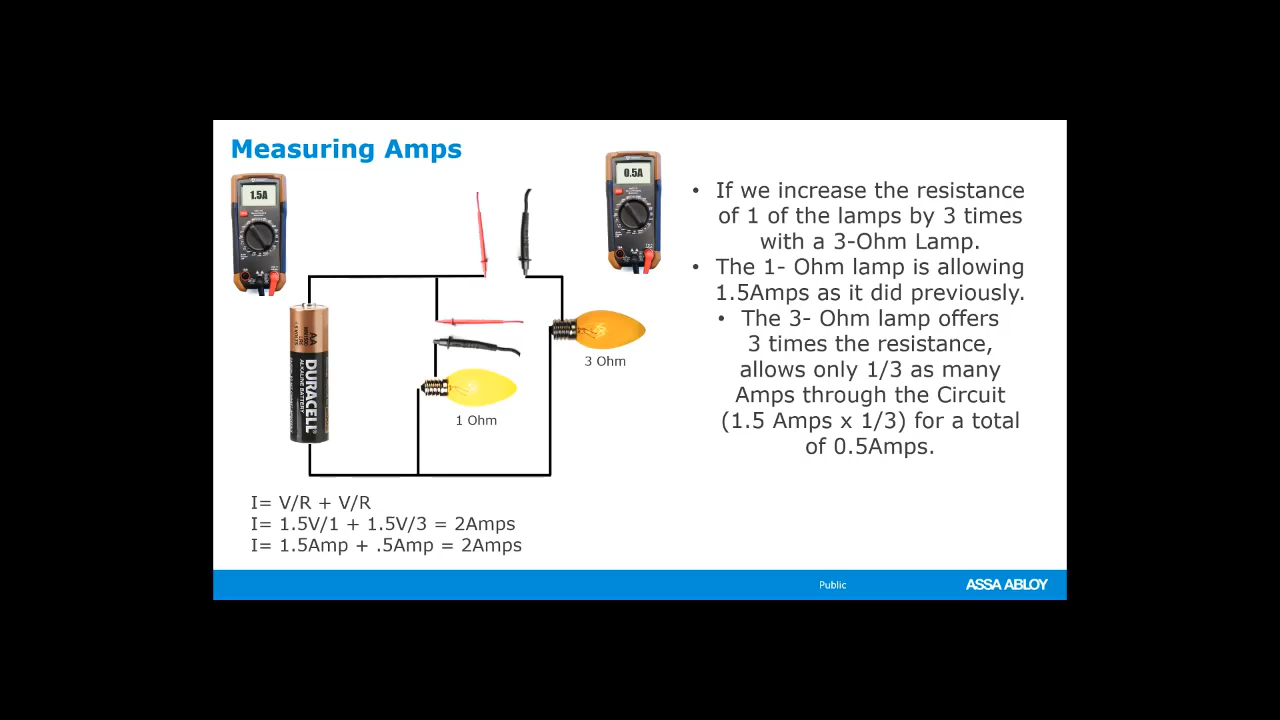 Measuring Amps
1.5A
0.5A
• If we increase the resistance
of 1 of the lamps by 3 times
with a 3-Ohm Lamp.
• The 1- Ohm lamp is allowing
1.5Amps as it did previously.
• The 3- Ohm lamp offers
3 times the resistance,
allows only 1/3 as many
Amps through the Circuit
(1.5 Amps x 1/3) for a total
of 0.5Amps.
AA
DURACELL
ALKALINE BATTERY
3 Ohm
1 Ohm
I= V/R + V/R
I= 1.5V/1 + 1.5V/3 = 2Amps
I= 1.5Amp + .5Amp = 2Amps
Public
ASSA ABLOY